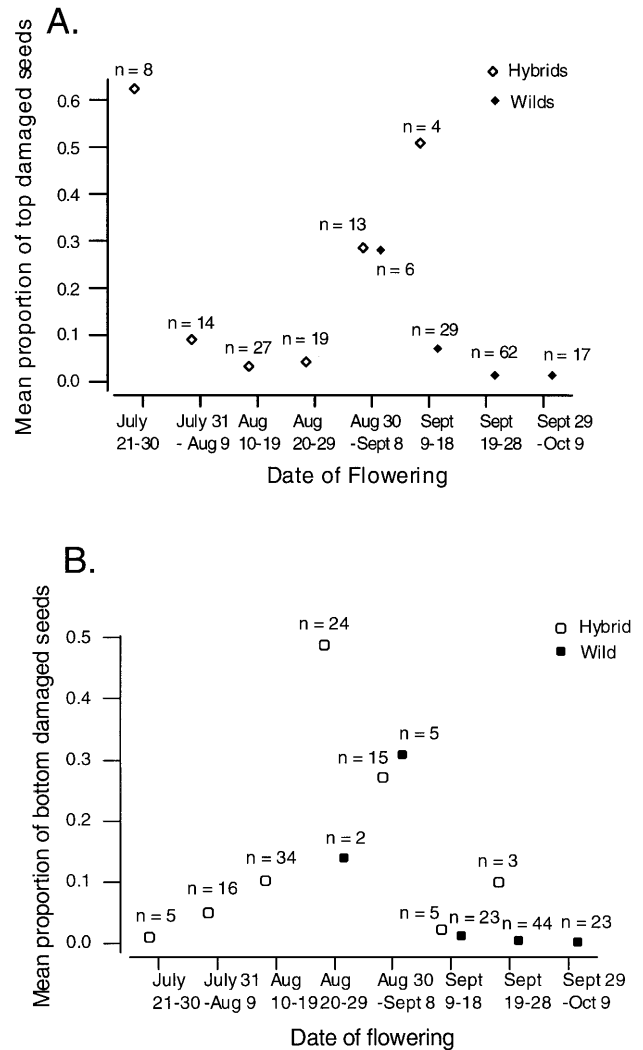 A.
n = 8
Hybrids
Wilds
n = 4
n = 13
n = 6
n = 14
n = 27
n = 19
n = 29
n = 62
n = 17
0.6
0.5
0.4
0.3
0.2
0.1
0.0
Mean proportion of top damaged seeds
July July 31 Aug Aug Aug 30 Sept Sept Sept 29
21-30 - Aug 9 10-19 20-29 -Sept 8 9-18 19-28 -Oct 9
Date of Flowering
B.
n = 24
Hybrid
Wild
n = 5
n = 15
n = 2
n = 34
n = 3
n = 16
n = 5
n = 5
n = 23
n = 44
n = 23
0.5
0.4
0.3
0.2
0.1
0.0
Mean proportion of bottom damaged seeds
July July 31 Aug Aug Aug 30 Sept Sept Sept 29
21-30 -Aug 9 10-19 20-29 -Sept 8 9-18 19-28 -Oct 9
Date of flowering